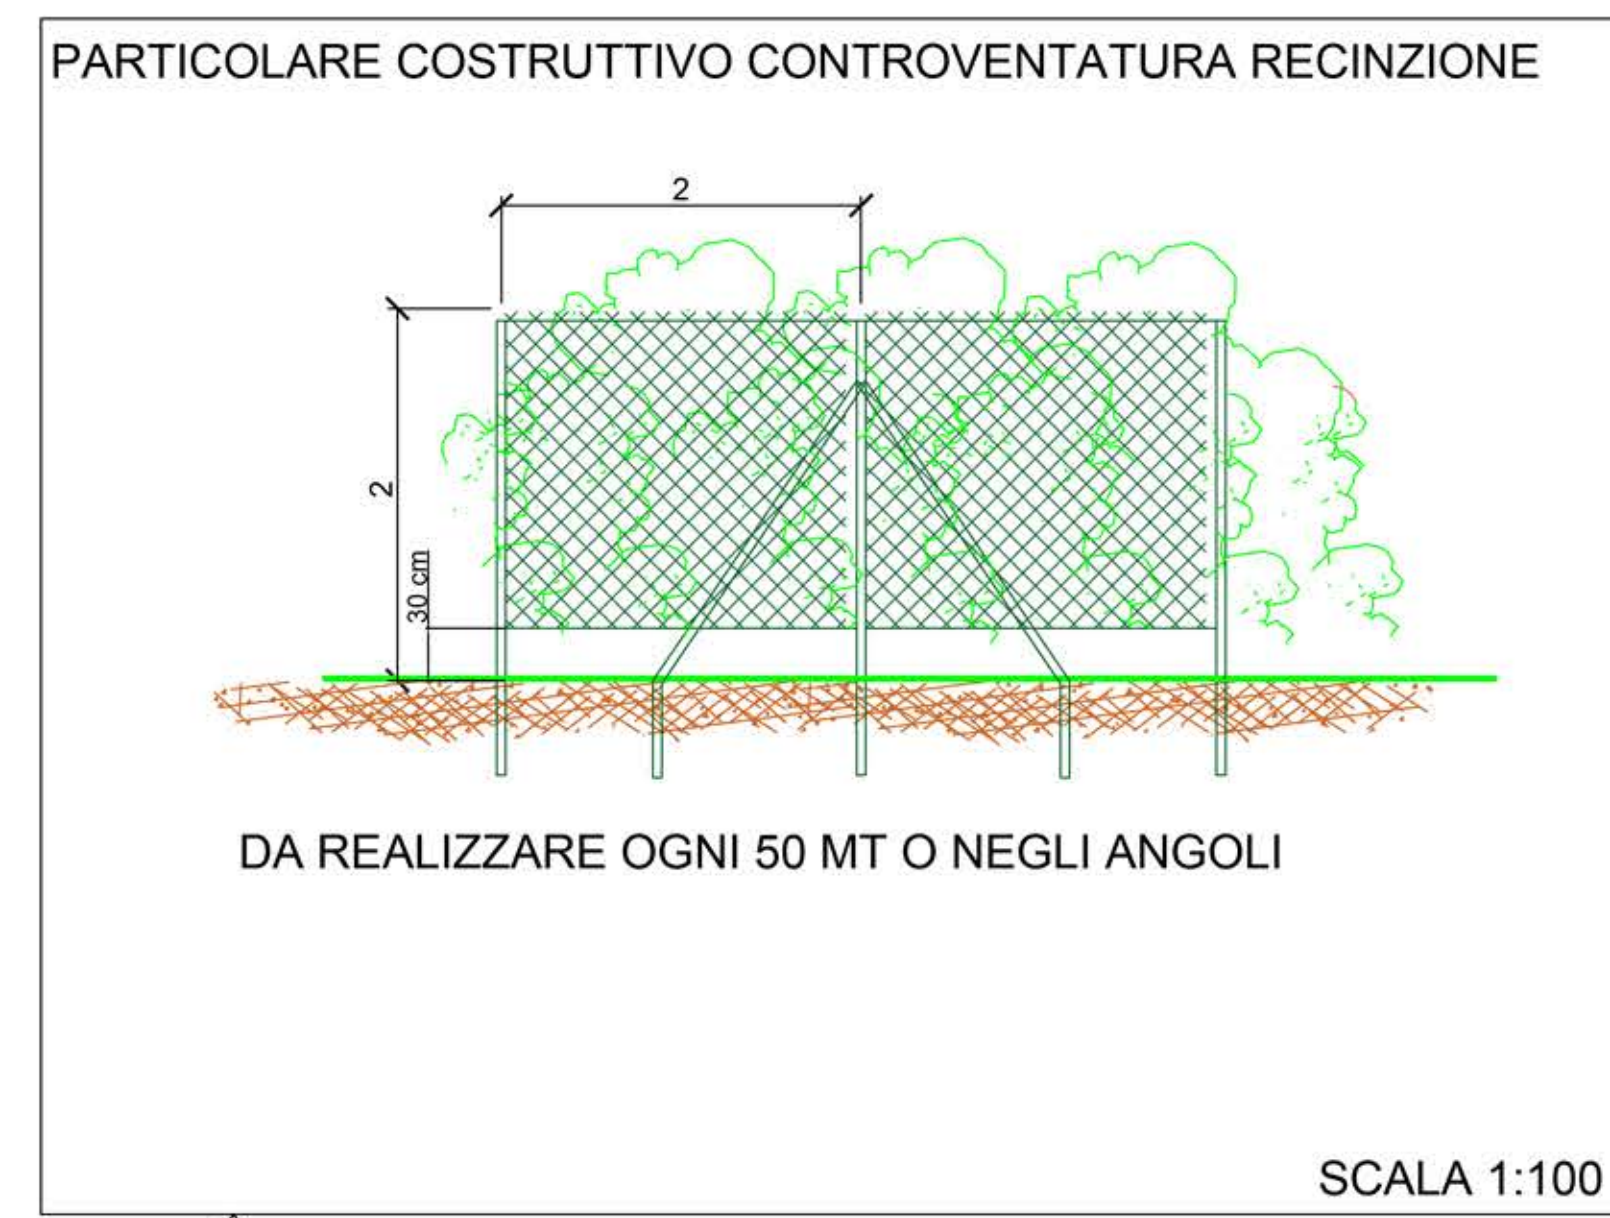 PARTICOLARE COSTRUTTIVO CONTROVENTATURA RECINZIONE
2
2
30 cm
DA REALIZZARE OGNI 50 MT O NEGLI ANGOLI
SCALA 1:100